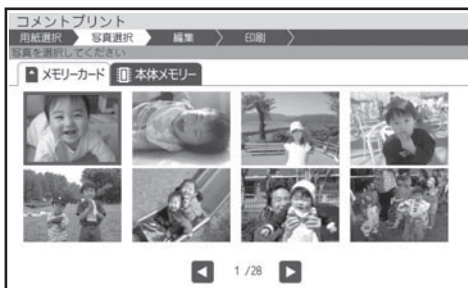 コメントプリント
用紙選択 写真選択 編集 印刷
写真を選択してください
メモリーカード 本体メモリー
1 /28